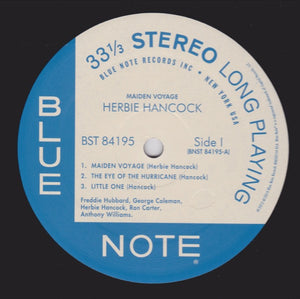 33 1/3 STEREO LONG PLAYING
BLUE NOTE RECORDS INC • NEW YORK USA
MAIDEN VOYAGE
HERBIE HANCOCK
BST 84195
Side I
(BNST 84195-A)
1. MAIDEN VOYAGE (Herbie Hancock)
2. THE EYE OF THE HURRICANE (Hancock)
3. LITTLE ONE (Hancock)
Freddie Hubbard, George Coleman,
Herbie Hancock, Ron Carter,
Anthony Williams.
BLUE
NOTE
®